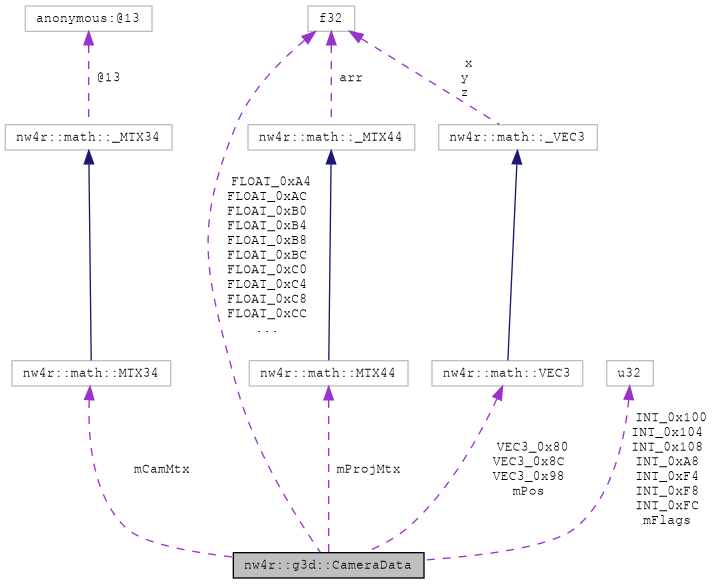 anonymous:@13
f32
@13
arr
x
y
z
nw4r::math::_MTX34
nw4r::math::_MTX44
nw4r::math::_VEC3
FLOAT_0xA4
FLOAT_0xAC
FLOAT_0xB0
FLOAT_0xB4
FLOAT_0xB8
FLOAT_0xBC
FLOAT_0xC0
FLOAT_0xC4
FLOAT_0xC8
FLOAT_0xCC
...
nw4r::math::MTX34
nw4r::math::MTX44
nw4r::math::VEC3
u32
mCamMtx
mProjMtx
VEC3_0x80
VEC3_0x8C
VEC3_0x98
mPos
INT_0x100
INT_0x104
INT_0x108
INT_0xA8
INT_0xF4
INT_0xF8
INT_0xFC
mFlags
nw4r::g3d::CameraData